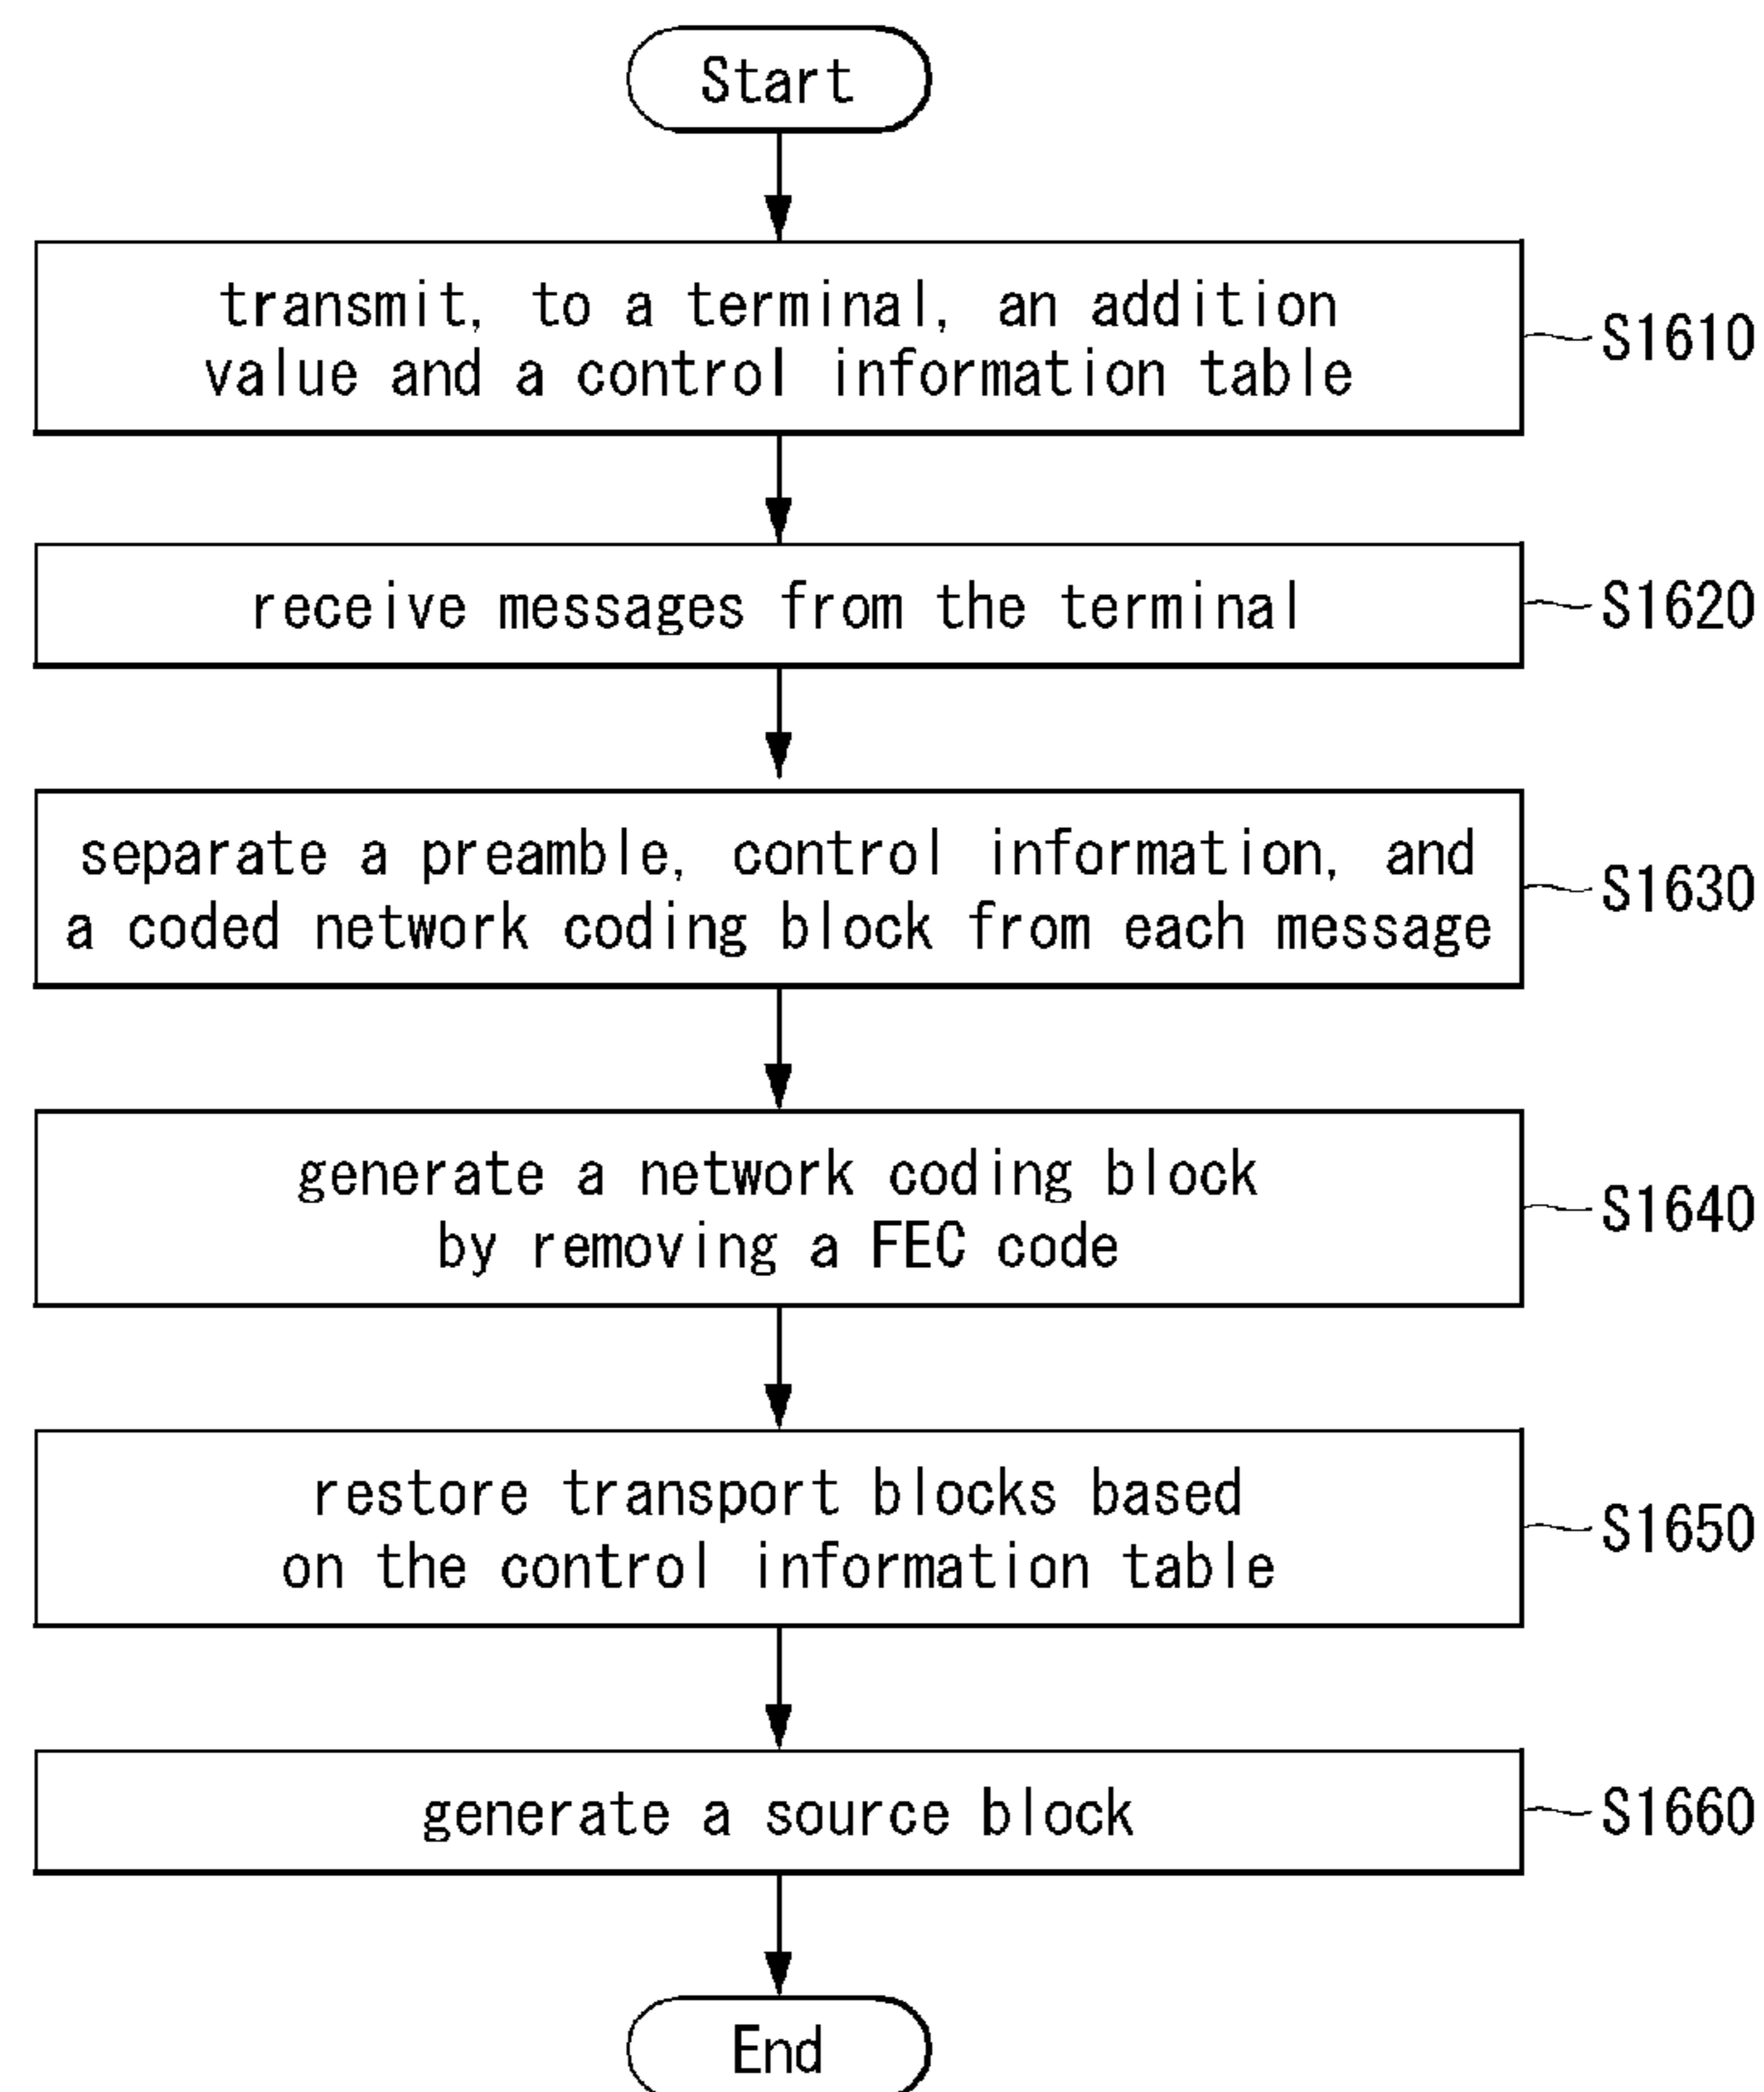 Start
transmit, to a terminal, an addition
value and a control information table
S1610
receive messages from the terminal
S1620
separate a preamble, control information, and
a coded network coding block from each message
S1630
generate a network coding block
by removing a FEC code
S1640
restore transport blocks based
on the control information table
S1650
generate a source block
S1660
End